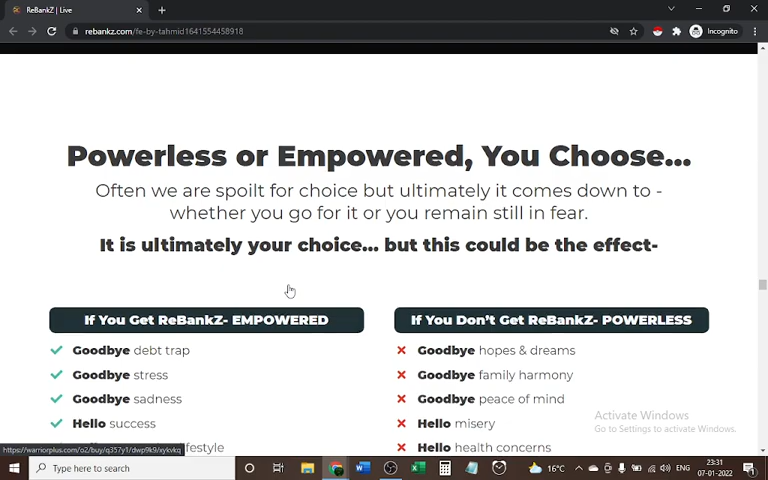 ReBankZ | Live
rebankz.com/fe-by-tahmid1641554458918
Incognito
Powerless or Empowered, You Choose...
Often we are spoilt for choice but ultimately it comes down to -
whether you go for it or you remain still in fear.
It is ultimately your choice... but this could be the effect-
If You Get ReBankZ- EMPOWERED
Goodbye debt trap
Goodbye stress
Goodbye sadness
Hello success
festyle
If You Don't Get ReBankZ- POWERLESS
Goodbye hopes & dreams
Goodbye family harmony
Goodbye peace of mind
Hello misery
Hello health concerns
Activate Windows
Go to Settings to activate Windows.
https://warriorplus.com/o2/buy/q357y1/dwp9k9/xykvkq
Type here to search
16°C
ENG
23:31
07-01-2022